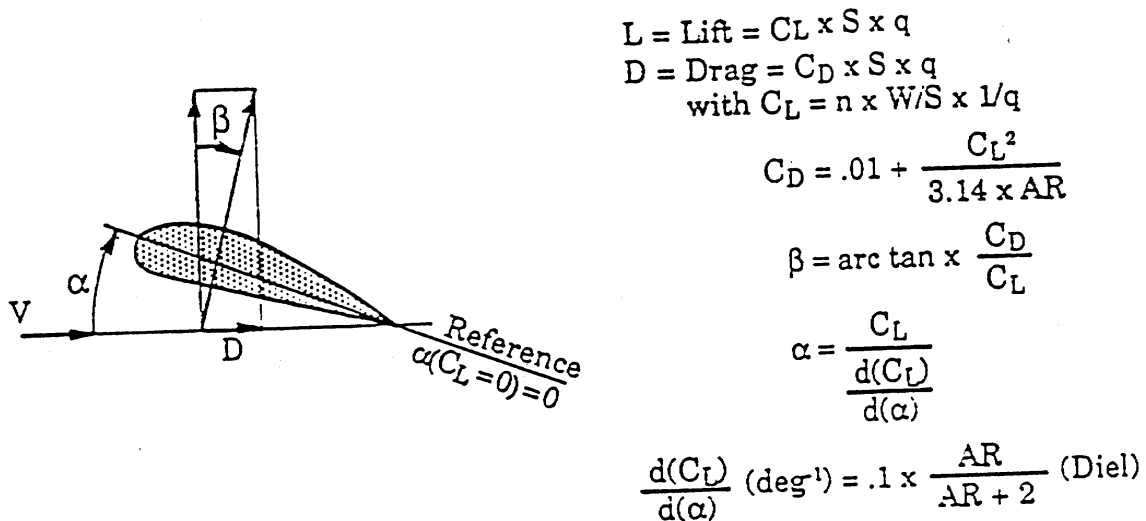 β
α
V
D
Reference
α(CL=0)=0
L = Lift = CL x S x q
D = Drag = CD x S x q
with CL = n x W/S x 1/q
CD = .01 + CL² / 3.14 x AR
β = arc tan x CD / CL
α = CL / d(CL) / d(α)
d(CL) / d(α) (deg⁻¹) = .1 x AR / AR + 2 (Diel)